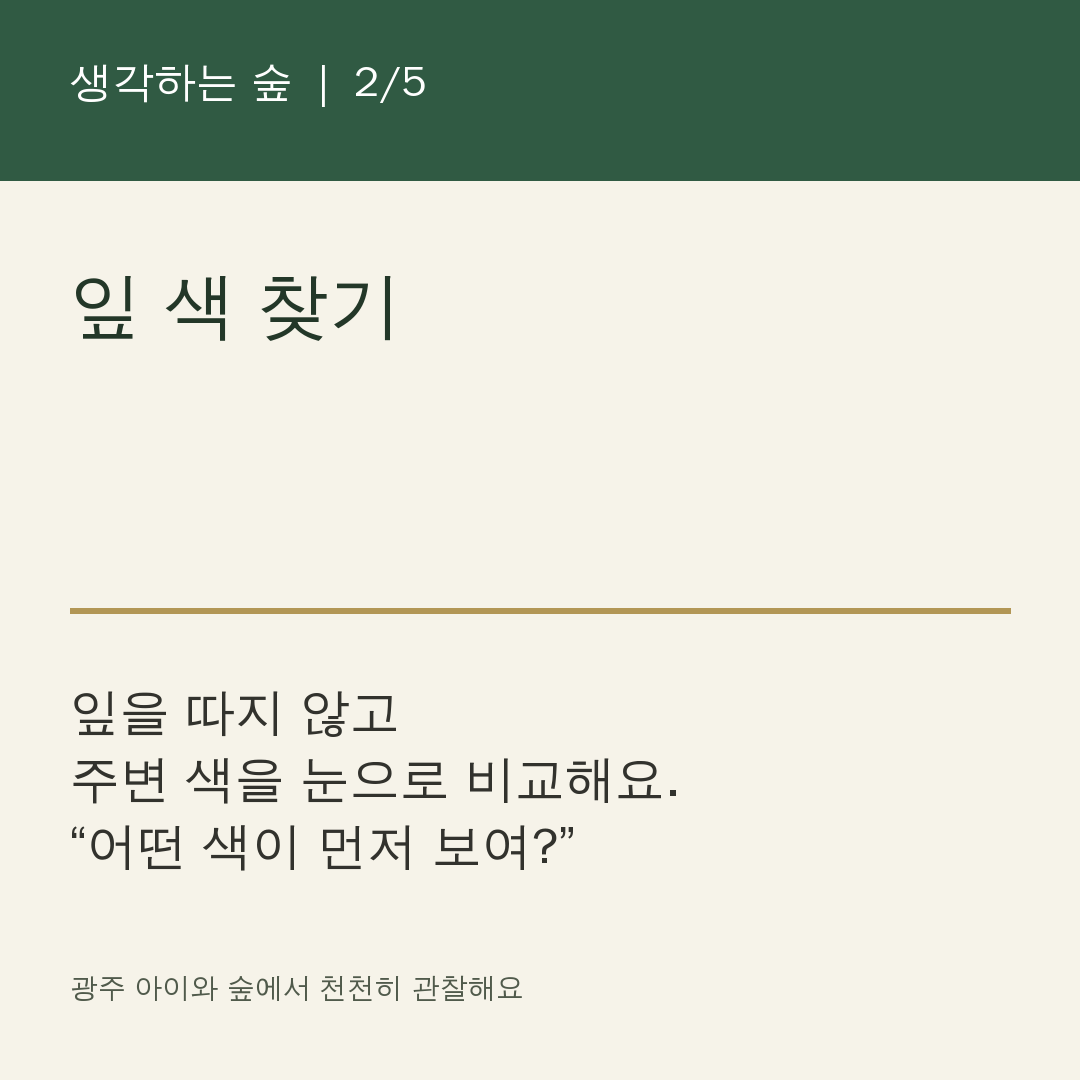 생각하는 숲 | 2/5
잎 색 찾기
잎을 따지 않고
주변 색을 눈으로 비교해요.
“어떤 색이 먼저 보여?”
광주 아이와 숲에서 천천히 관찰해요